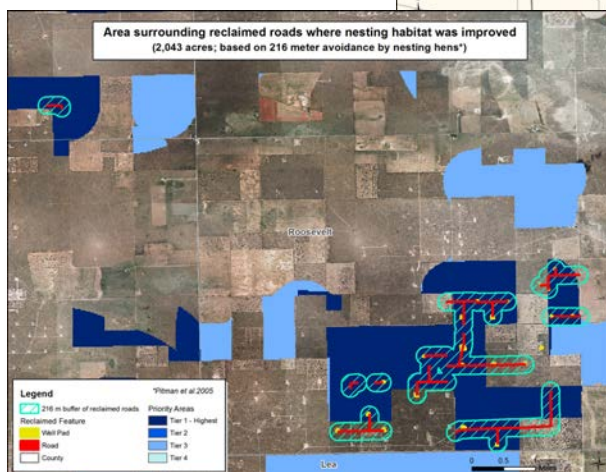 Area surrounding reclaimed roads where nesting habitat was improved
(2,043 acres; based on 216 meter avoidance by nesting hens*)
Roosevelt
Legend
*Pitman et al.2005
216 m buffer of reclaimed roads
Reclaimed Feature
Well Pad
Road
County
Priority Areas
Tier 1 - Highest
Tier 2
Tier 3
Tier 4
Lea
0 0.5